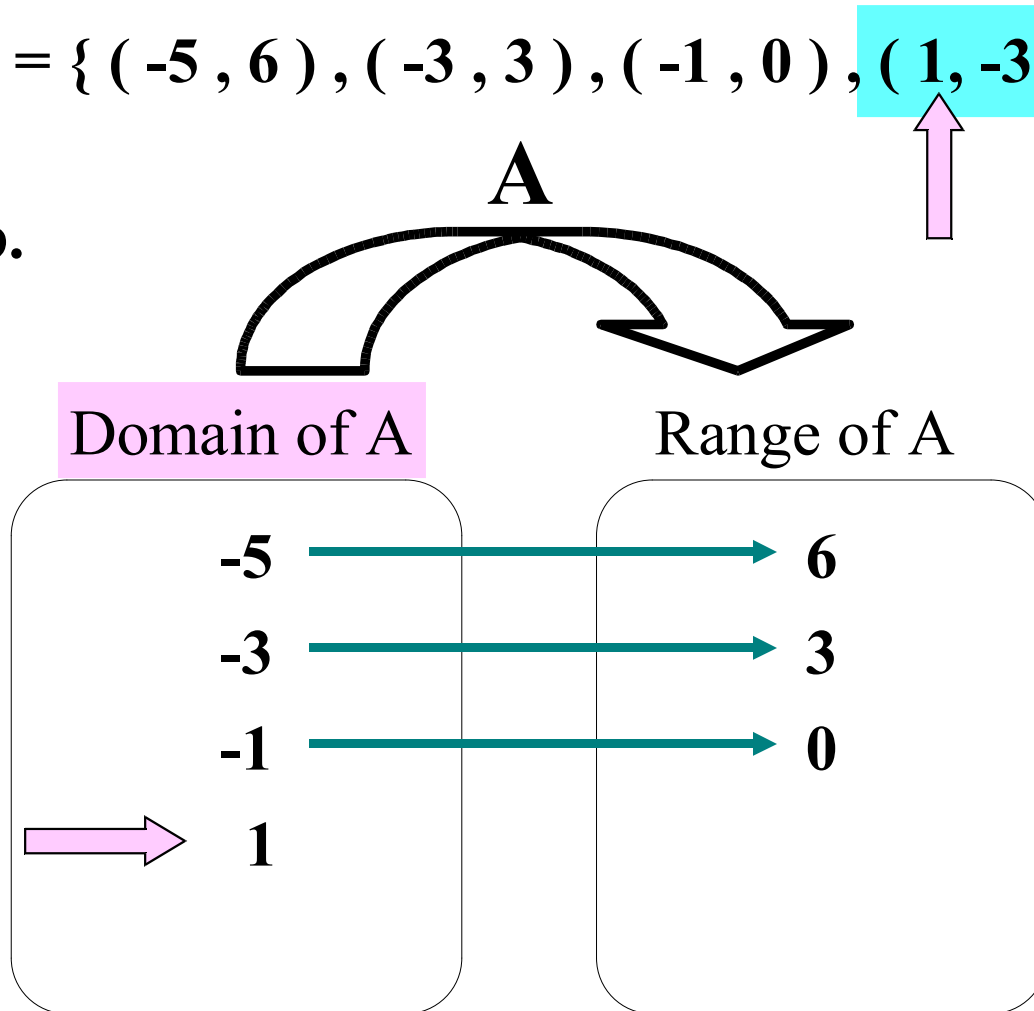 = { ( -5 , 6 ) , ( -3 , 3 ) , ( -1 , 0 ) , ( 1, -3
A
.
Domain of A Range of A
-5 6
-3 3
-1 0
1